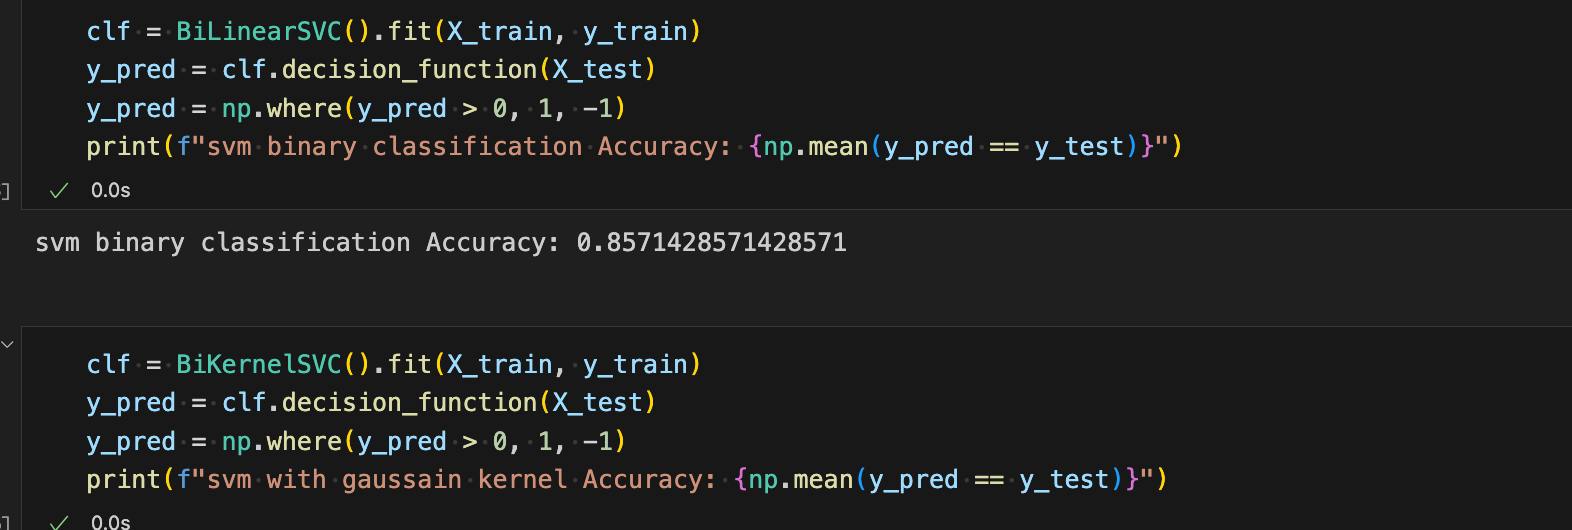 clf = BiLinearSVC().fit(X_train, y_train)
y_pred = clf.decision_function(X_test)
y_pred = np.where(y_pred > 0, 1, -1)
print(f"svm binary classification Accuracy: {np.mean(y_pred == y_test)}")
0.0s
svm binary classification Accuracy: 0.8571428571428571
clf = BiKernelSVC().fit(X_train, y_train)
y_pred = clf.decision_function(X_test)
y_pred = np.where(y_pred > 0, 1, -1)
print(f"svm with gaussain kernel Accuracy: {np.mean(y_pred == y_test)}")
0.0s